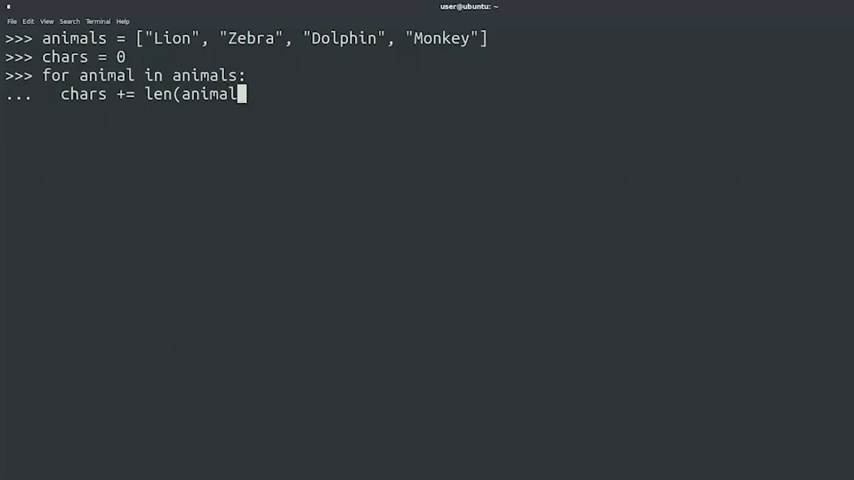 user@ubuntu: ~
File Edit View Search Terminal Help
>>> animals = ["Lion", "Zebra", "Dolphin", "Monkey"]
>>> chars = 0
>>> for animal in animals:
...   chars += len(animal